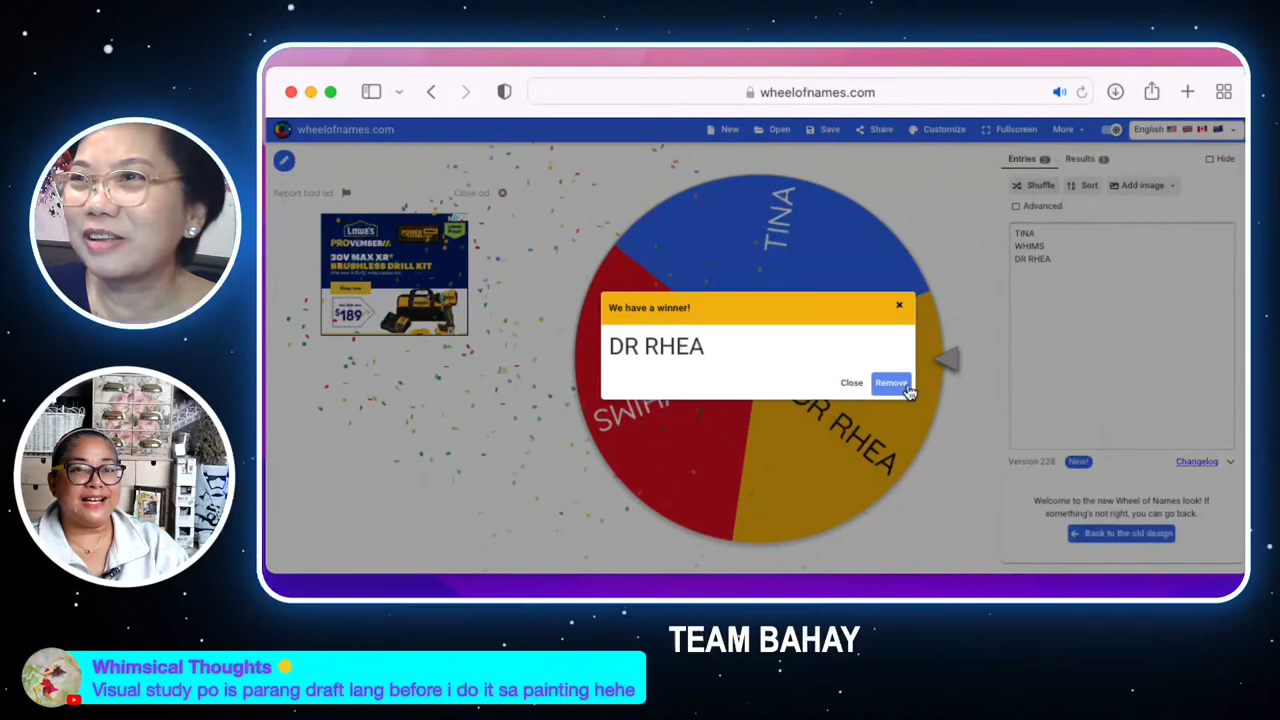 wheelofnames.com
wheelofnames.com
New
Open
Save
Share
Customize
Fullscreen
More
English
Report bad ad
Close ad
LOWE'S
PROVEMBER
20V MAX XR®
BRUSHLESS DRILL KIT
Shop now
$189
TINA
WHIMS
DR RHEA
We have a winner!
DR RHEA
Close
Remove
Entries 3
Results
Hide
Shuffle
Sort
Add image
Advanced
TINA
WHIMS
DR RHEA
Version 228
New!
Changelog
Welcome to the new Wheel of Names look! If
something's not right, you can go back.
Back to the old design
TEAM BAHAY
Whimsical Thoughts
Visual study po is parang draft lang before i do it sa painting hehe